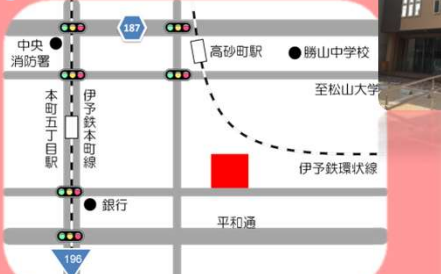 187
中央
消防署
高砂町駅
勝山中学校
至松山大学
本町五丁目駅
伊予鉄本町線
伊予鉄環状線
銀行
平和通
196